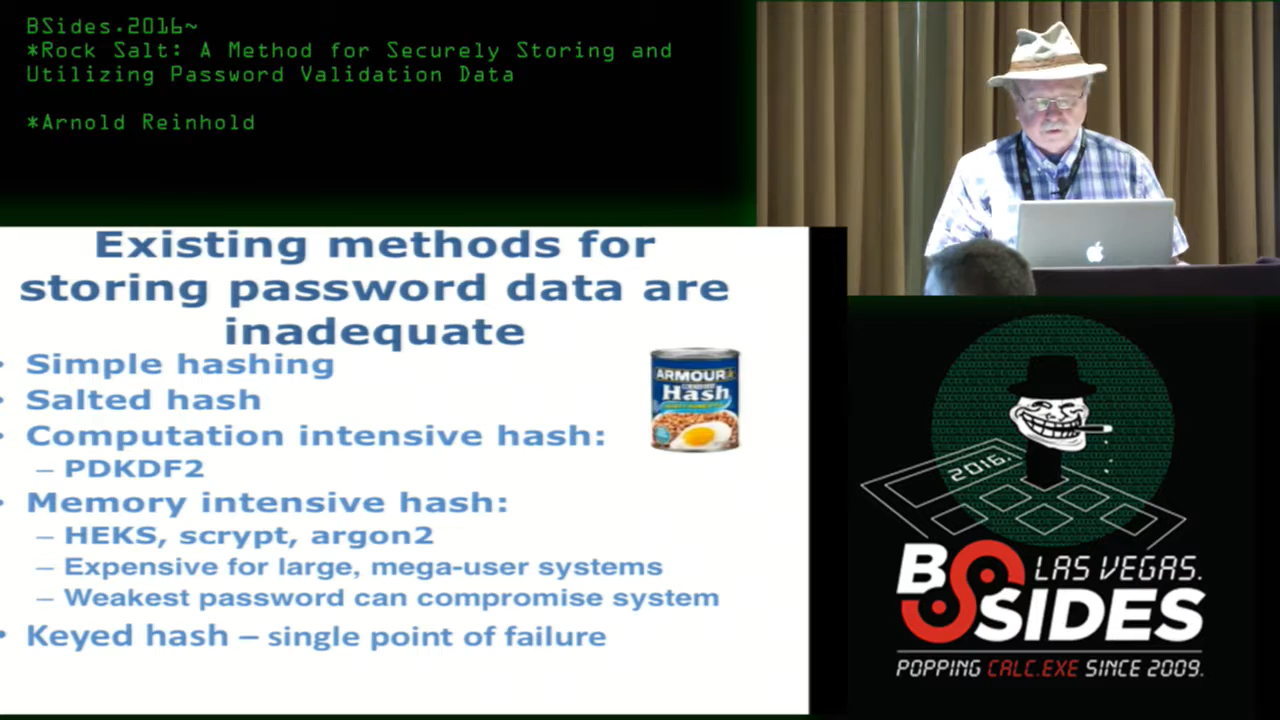 BSides.2016~
*Rock Salt: A Method for Securely Storing and
Utilizing Password Validation Data
*Arnold Reinhold
Existing methods for
storing password data are
inadequate
• Simple hashing
• Salted hash
• Computation intensive hash:
– PDKDF2
• Memory intensive hash:
– HEKS, scrypt, argon2
– Expensive for large, mega-user systems
– Weakest password can compromise system
• Keyed hash – single point of failure
ARMOUR
Hash
2016.
BSIDES
LAS VEGAS.
POPPING CALC.EXE SINCE 2009.